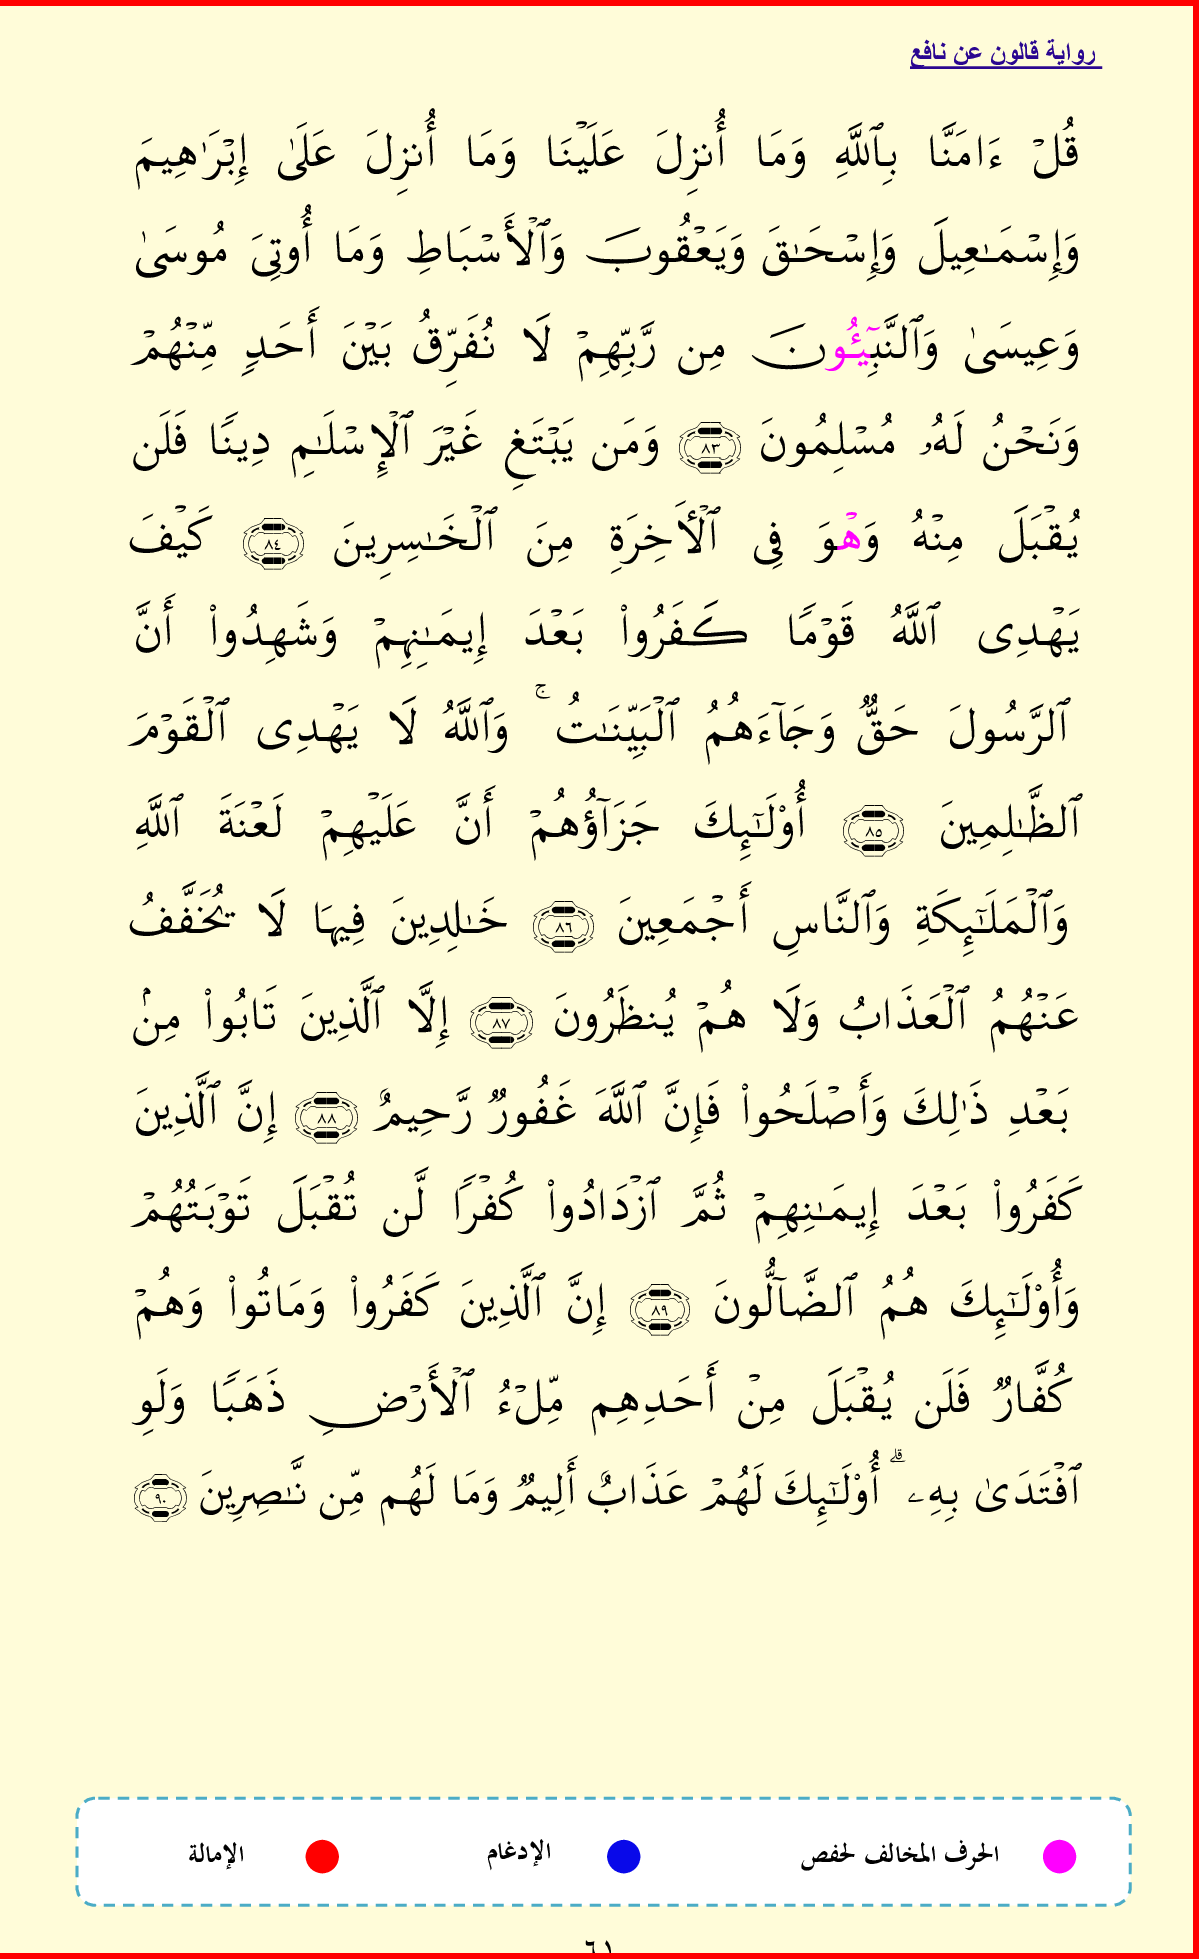 رواية قالون عن نافع
قُلۡ ءَامَنَّا بِٱللَّهِ وَمَا أُنزِلَ عَلَيۡنَا وَمَا أُنزِلَ عَلَىٰ إِبۡرَٰهِيمَ
وَإِسۡمَٰعِيلَ وَإِسۡحَٰقَ وَيَعۡقُوبَ وَٱلۡأَسۡبَاطِ وَمَا أُوتِيَ مُوسَىٰ
وَعِيسَىٰ وَٱلنَّبِيٓـُٔونَ مِن رَّبِّهِمۡ لَا نُفَرِّقُ بَيۡنَ أَحَدٖ مِّنۡهُمۡ
وَنَحۡنُ لَهُۥ مُسۡلِمُونَ ٨٣ وَمَن يَبۡتَغِ غَيۡرَ ٱلۡإِسۡلَٰمِ دِينٗا فَلَن
يُقۡبَلَ مِنۡهُ وَهۡوَ فِي ٱلۡأٓخِرَةِ مِنَ ٱلۡخَٰسِرِينَ ٨٤ كَيۡفَ
يَهۡدِي ٱللَّهُ قَوۡمٗا كَفَرُواْ بَعۡدَ إِيمَٰنِهِمۡ وَشَهِدُواْ أَنَّ
ٱلرَّسُولَ حَقّٞ وَجَآءَهُمُ ٱلۡبَيِّنَٰتُ ۚ وَٱللَّهُ لَا يَهۡدِي ٱلۡقَوۡمَ
ٱلظَّٰلِمِينَ ٨٥ أُوْلَٰٓئِكَ جَزَآؤُهُمۡ أَنَّ عَلَيۡهِمۡ لَعۡنَةَ ٱللَّهِ
وَٱلۡمَلَٰٓئِكَةِ وَٱلنَّاسِ أَجۡمَعِينَ ٨٦ خَٰلِدِينَ فِيهَا لَا يُخَفَّفُ
عَنۡهُمُ ٱلۡعَذَابُ وَلَا هُمۡ يُنظَرُونَ ٨٧ إِلَّا ٱلَّذِينَ تَابُواْ مِنۢ
بَعۡدِ ذَٰلِكَ وَأَصۡلَحُواْ فَإِنَّ ٱللَّهَ غَفُورٞ رَّحِيمٌ ٨٨ إِنَّ ٱلَّذِينَ
كَفَرُواْ بَعۡدَ إِيمَٰنِهِمۡ ثُمَّ ٱزۡدَادُواْ كُفۡرٗا لَّن تُقۡبَلَ تَوۡبَتُهُمۡ
وَأُوْلَٰٓئِكَ هُمُ ٱلضَّآلُّونَ ٨٩ إِنَّ ٱلَّذِينَ كَفَرُواْ وَمَاتُواْ وَهُمۡ
كُفَّارٞ فَلَن يُقۡبَلَ مِنۡ أَحَدِهِم مِّلۡءُ ٱلۡأَرۡضِ ذَهَبٗا وَلَوِ
ٱفۡتَدَىٰ بِهِۦ ۗ أُوْلَٰٓئِكَ لَهُمۡ عَذَابٌ أَلِيمٞ وَمَا لَهُم مِّن نَّٰصِرِينَ ٩٠
الحرف المخالف لحفص الإدغام الإمالة
٦١